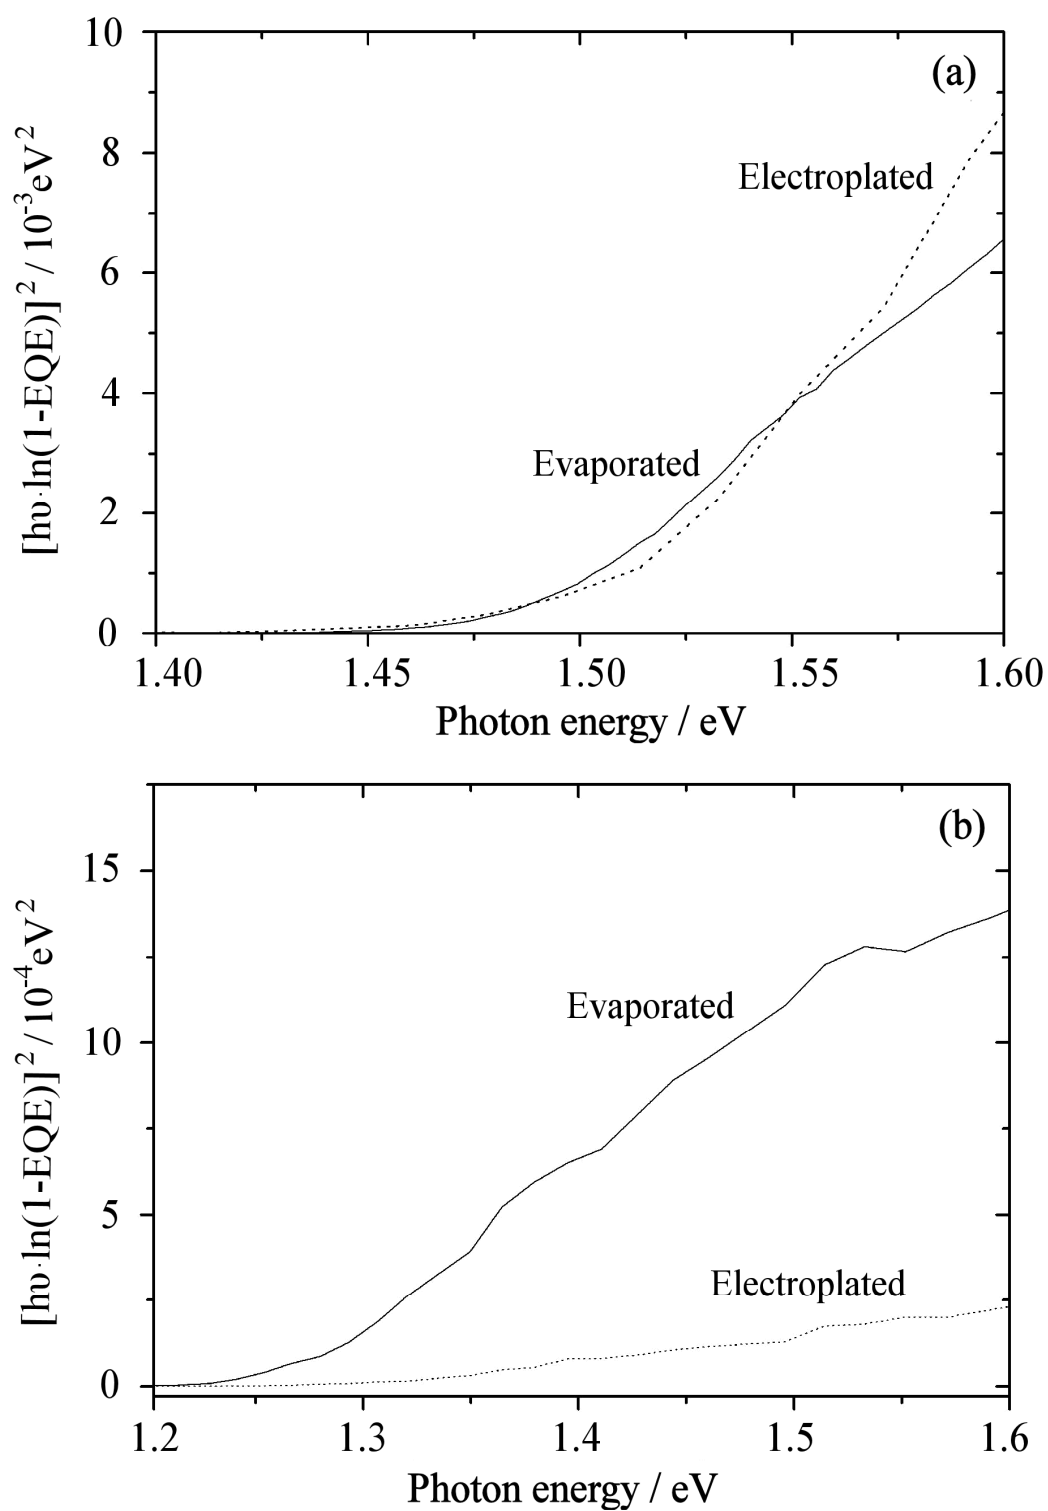 (a)
10
8
6
4
2
0
[hυ·ln(1-EQE)]² / 10⁻³eV²
Electroplated
Evaporated
1.40 1.45 1.50 1.55 1.60
Photon energy / eV
(b)
15
10
5
0
[hυ·ln(1-EQE)]² / 10⁻⁴eV²
Evaporated
Electroplated
1.2 1.3 1.4 1.5 1.6
Photon energy / eV